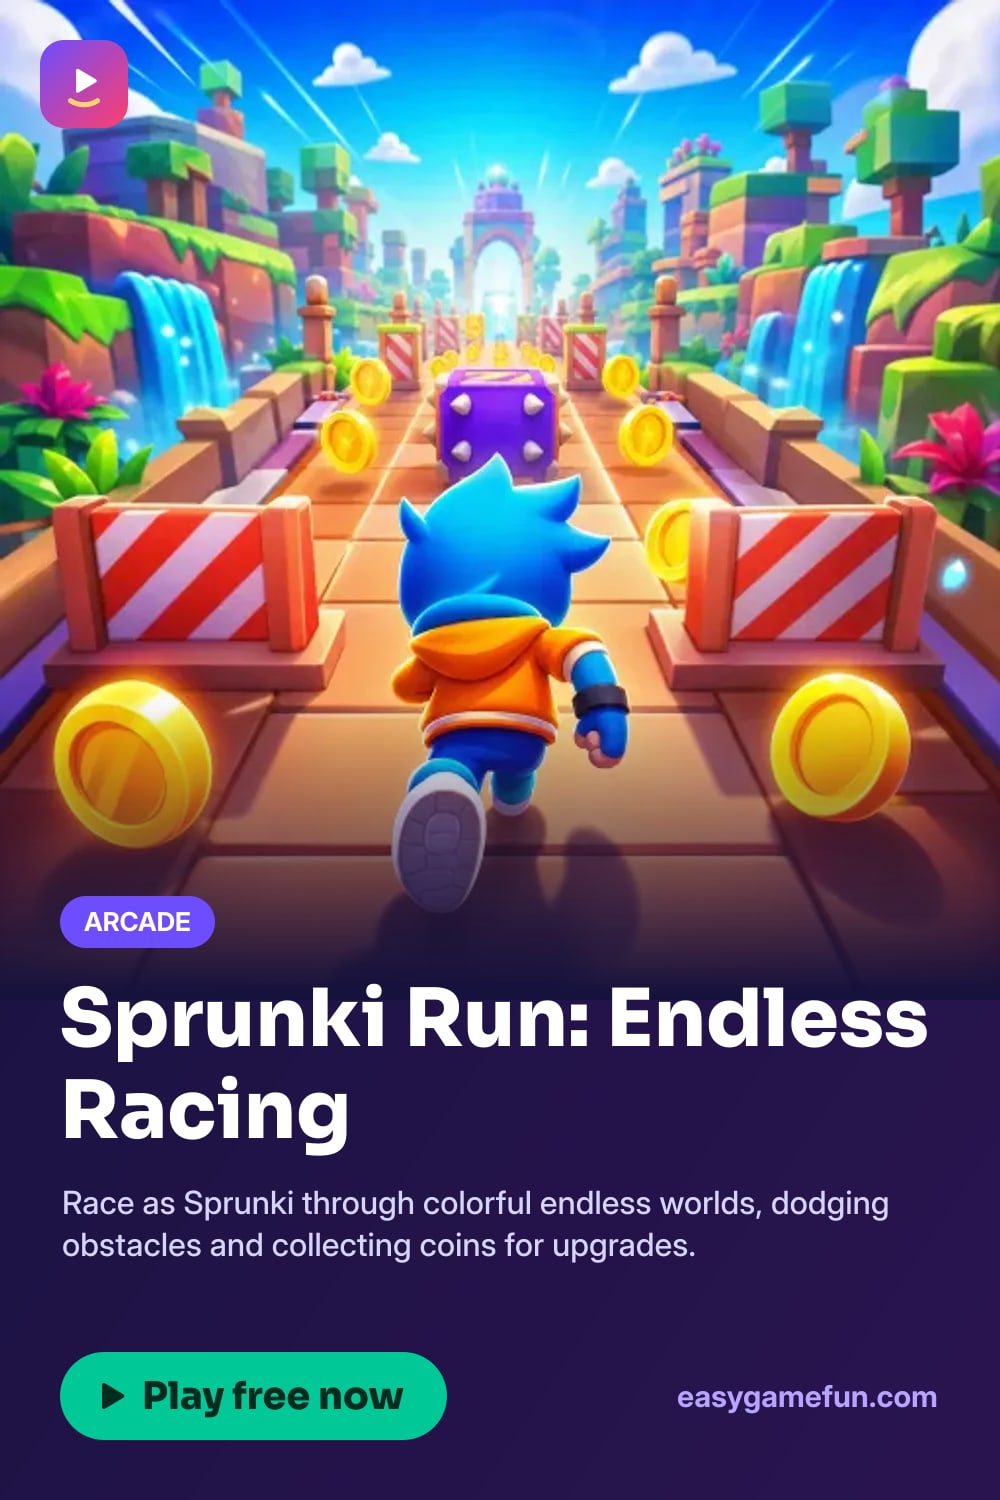 ARCADE
Sprunki Run: Endless
Racing
Race as Sprunki through colorful endless worlds, dodging
obstacles and collecting coins for upgrades.
Play free now
easygamefun.com